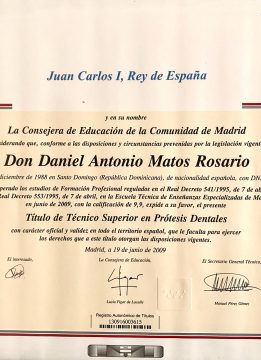 Juan Carlos I, Rey de España
y en su nombre
La Consejera de Educación de la Comunidad de Madrid
siderando que, conforme a las disposiciones y circunstancias prevenidas por la legislación vigente
Don Daniel Antonio Matos Rosario
diciembre de 1988 en Santo Domingo (República Dominicana), de nacionalidad española, con DN
perado los estudios de Formación Profesional regulados en el Real Decreto 541/1995, de 7 de ab
Real Decreto 553/1995, de 7 de abril, en la Escuela Técnica de Enseñanzas Especializadas de M
en junio de 2009, con la calificación de 9,9, expide a su favor, el presente
Título de Técnico Superior en Prótesis Dentales
con carácter oficial y validez en todo el territorio español, que le faculta para ejercer
los derechos que a este título otorgan las disposiciones vigentes.
Madrid, a 19 de junio de 2009
El interesado,
La Consejera de Educación,
El Secretario General Técnico,
Lucía Figar de Lacalle
Manuel Pérez Gómez
Registro Autonómico de Títulos
130916003615